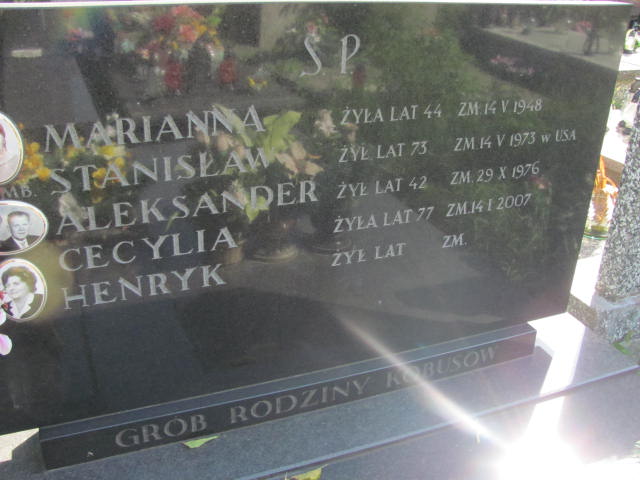 Ś P
MARIANNA ŻYŁA LAT 44 ZM. 14 V 1948
MB. STANISŁAW ŻYŁ LAT 73 ZM. 14 V 1973 w USA
ALEKSANDER ŻYŁ LAT 42 ZM. 29 X 1976
CECYLIA ŻYŁA LAT 77 ZM. 14 I 2007
HENRYK ŻYŁ LAT ZM.
GRÓB RODZINY KOBUSÓW